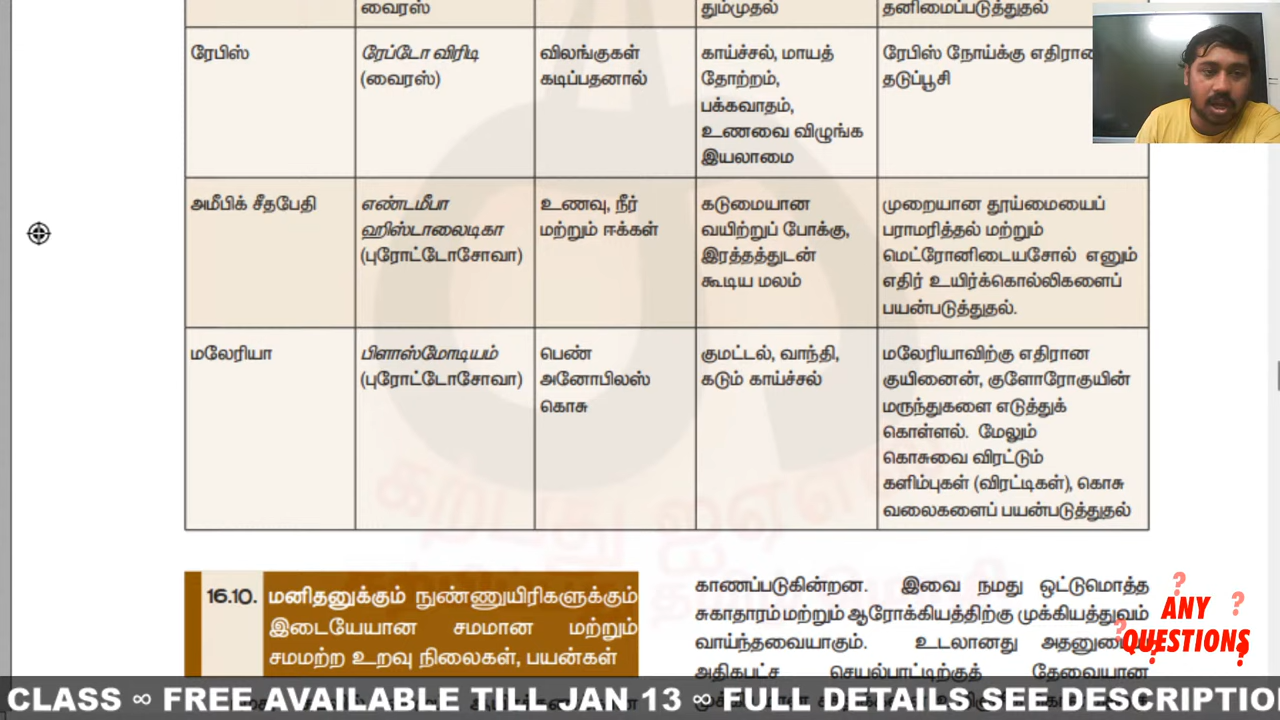 வைரஸ்
தும்முதல்
தனிமைப்படுத்துதல்
ரேபிஸ்
ரேப்டோ விரிடி
(வைரஸ்)
விலங்குகள்
கடிப்பதனால்
காய்ச்சல், மாயத்
தோற்றம்,
பக்கவாதம்,
உணவை விழுங்க
இயலாமை
ரேபிஸ் நோய்க்கு
தடுப்பூசி
அமீபிக் சீதபேதி
எண்டமீபா
ஹிஸ்டாலைடிகா
(புரோட்டோசோவா)
உணவு, நீர்
மற்றும் ஈக்கள்
கடுமையான
வயிற்றுப் போக்கு,
இரத்தத்துடன்
கூடிய மலம்
முறையான தூய்மையைப்
பராமரித்தல் மற்றும்
மெட்ரோனிடையசோல் எனும்
எதிர் உயிர்க்கொல்லிகளைப்
பயன்படுத்துதல்.
மலேரியா
பிளாஸ்மோடியம்
(புரோட்டோசோவா)
பெண்
அனோபிலஸ்
கொசு
குமட்டல், வாந்தி,
கடும் காய்ச்சல்
மலேரியாவிற்கு எதிரான
குயினைன், குளோரோகுயின்
மருந்துகளை எடுத்துக்
கொள்ளல். மேலும்
கொசுவை விரட்டும்
களிம்புகள் (விரட்டிகள்), கொசு
வலைகளைப் பயன்படுத்துதல்
16.10. மனிதனுக்கும் நுண்ணுயிரிகளுக்கும்
இடையேயான சமமான மற்றும்
சமமற்ற உறவு நிலைகள், பயன்கள்
காணப்படுகின்றன. இவை நமது ஒட்டுமொத்த
சுகாதாரம் மற்றும் ஆரோக்கியத்திற்கு முக்கியத்துவம்
வாய்ந்தவையாகும். உடலானது
அதிகபட்ச செயல்பாட்டிற்குத் தேவையான
ANY
QUESTIONS
CLASS ∞ FREE AVAILABLE TILL JAN 13 ∞ FULL DETAILS SEE DESCRIPTIO